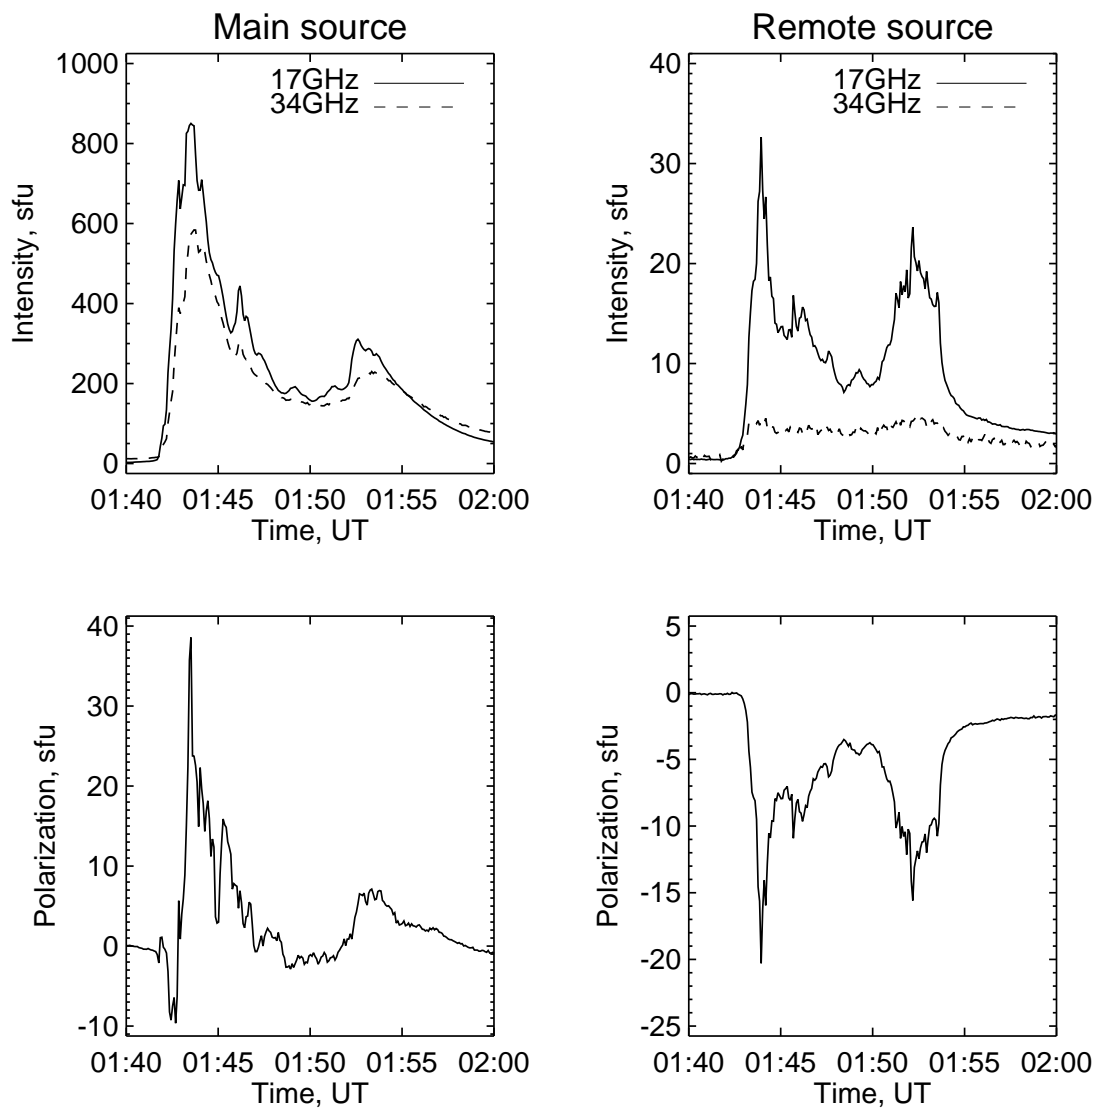 Main source
1000
800
600
400
200
0
Intensity, sfu
17GHz
34GHz
01:40 01:45 01:50 01:55 02:00
Time, UT
Remote source
40
30
20
10
0
Intensity, sfu
17GHz
34GHz
01:40 01:45 01:50 01:55 02:00
Time, UT
40
30
20
10
0
-10
Polarization, sfu
01:40 01:45 01:50 01:55 02:00
Time, UT
5
0
-5
-10
-15
-20
-25
Polarization, sfu
01:40 01:45 01:50 01:55 02:00
Time, UT